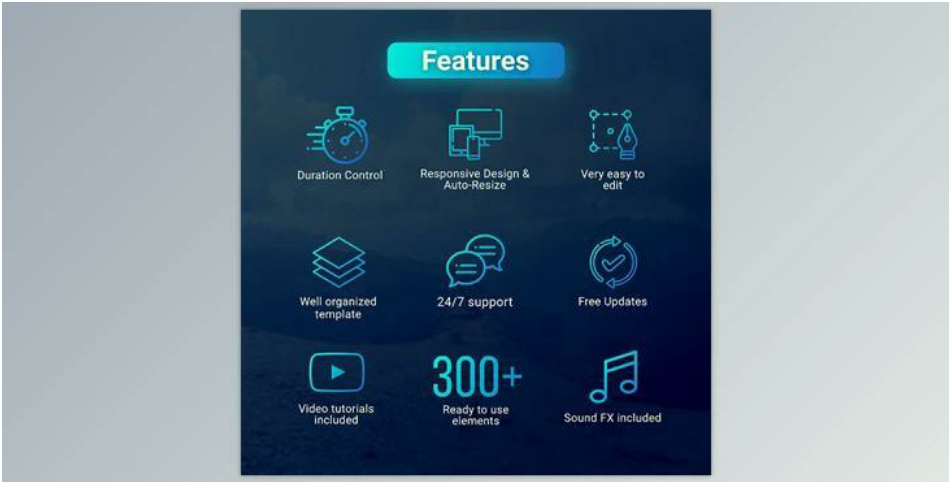 Features
Duration Control
Responsive Design &
Auto-Resize
Very easy to
edit
Well organized
template
24/7 support
Free Updates
Video tutorials
included
300+
Ready to use
elements
Sound FX included